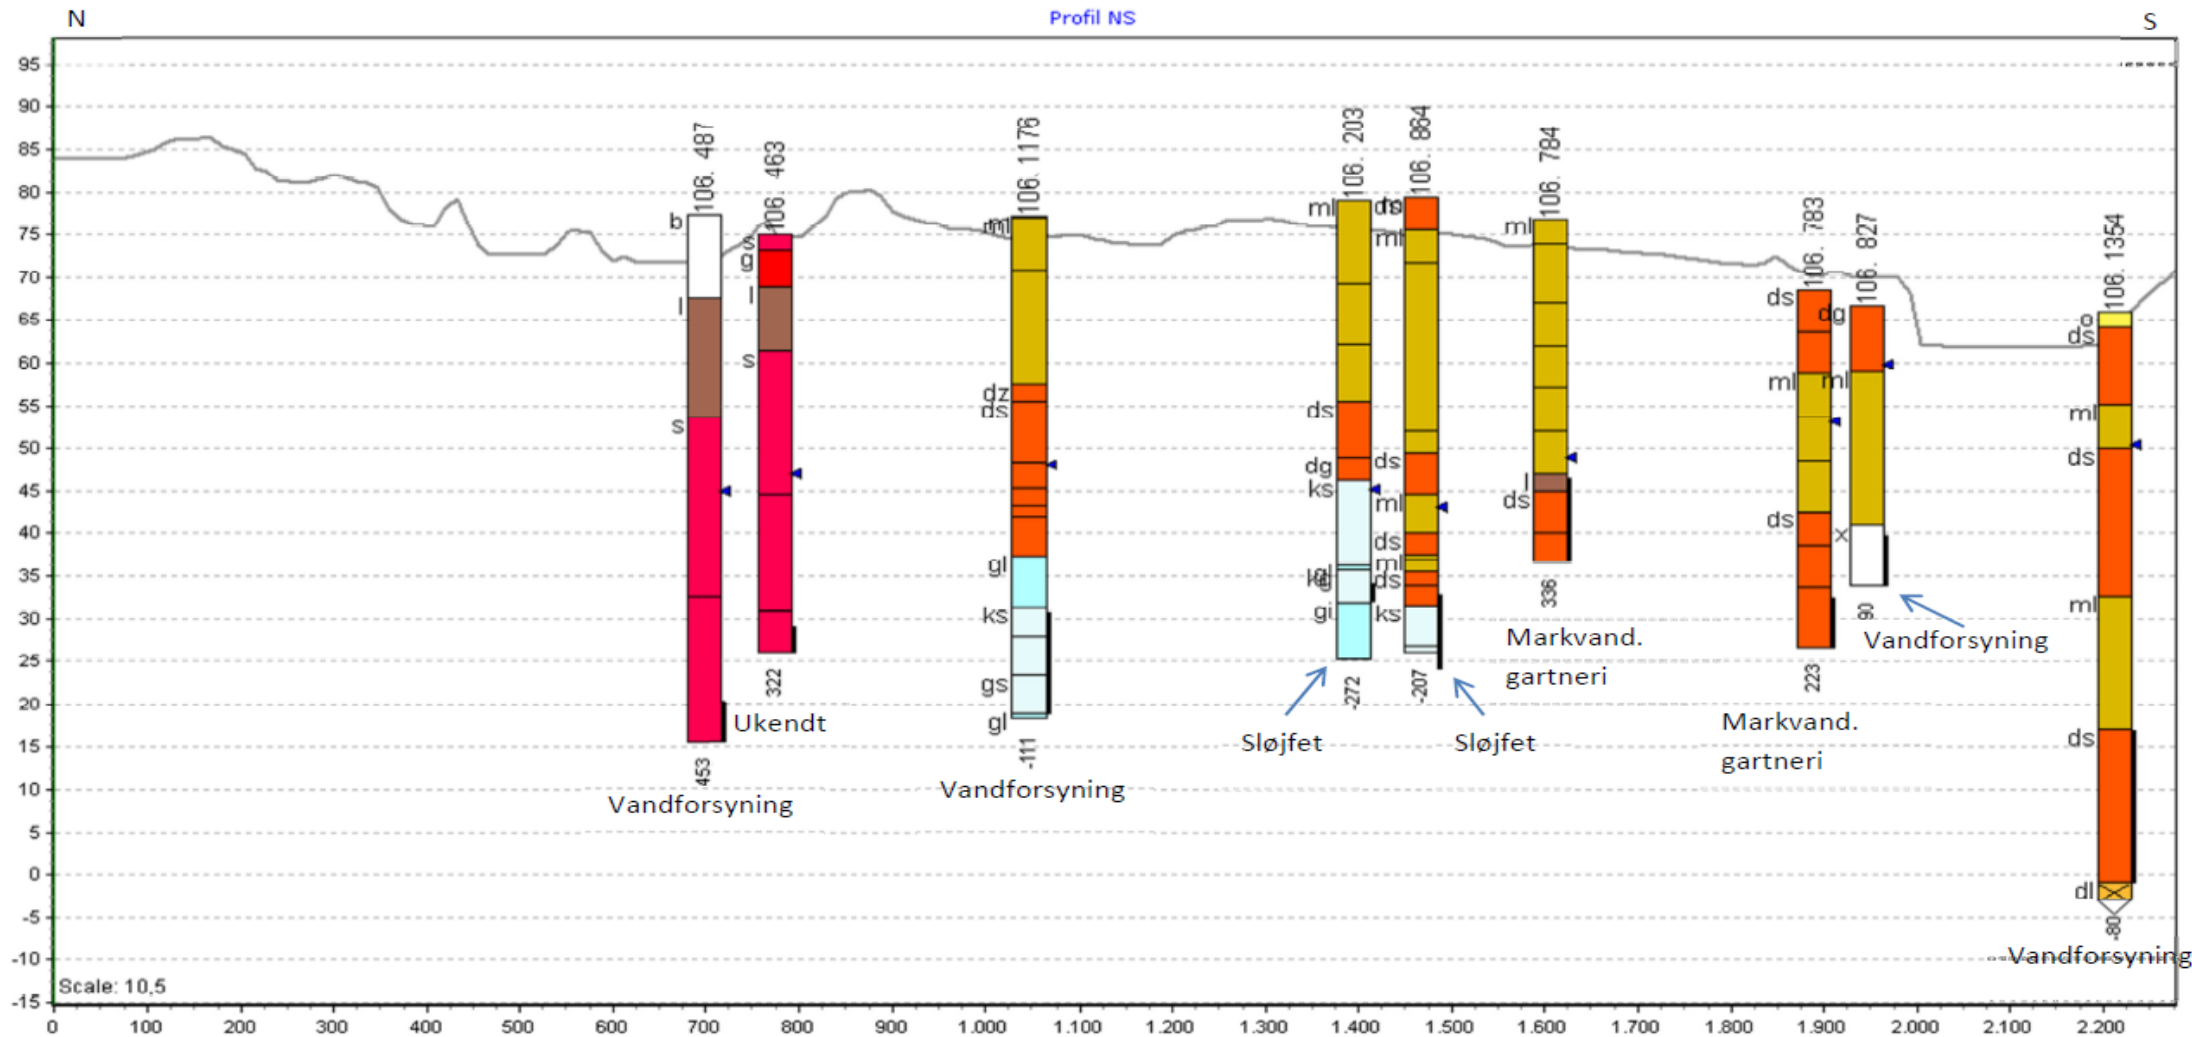 N
Profil NS
S
95
90
85
80
75
70
65
60
55
50
45
40
35
30
25
20
15
10
5
0
-5
-10
-15
106. 487
b
l
s
453
Vandforsyning
106. 463
s
g
l
s
322
Ukendt
106. 1176
ml
dz
ds
gl
ks
gs
gl
-111
Vandforsyning
106. 203
ml
ds
dg
ks
gi
-272
Sløjfet
106. 864
ml
ds
ml
ds
ml
ds
ks
-207
Sløjfet
106. 784
ml
l
ds
336
Markvand.
gartneri
106. 783
ds
ml
ds
223
Markvand.
gartneri
106. 827
dg
ml
x
90
Vandforsyning
106. 1354
o
ds
ml
ds
ml
ds
dl
-80
Vandforsyning
Scale: 10,5
0 100 200 300 400 500 600 700 800 900 1.000 1.100 1.200 1.300 1.400 1.500 1.600 1.700 1.800 1.900 2.000 2.100 2.200